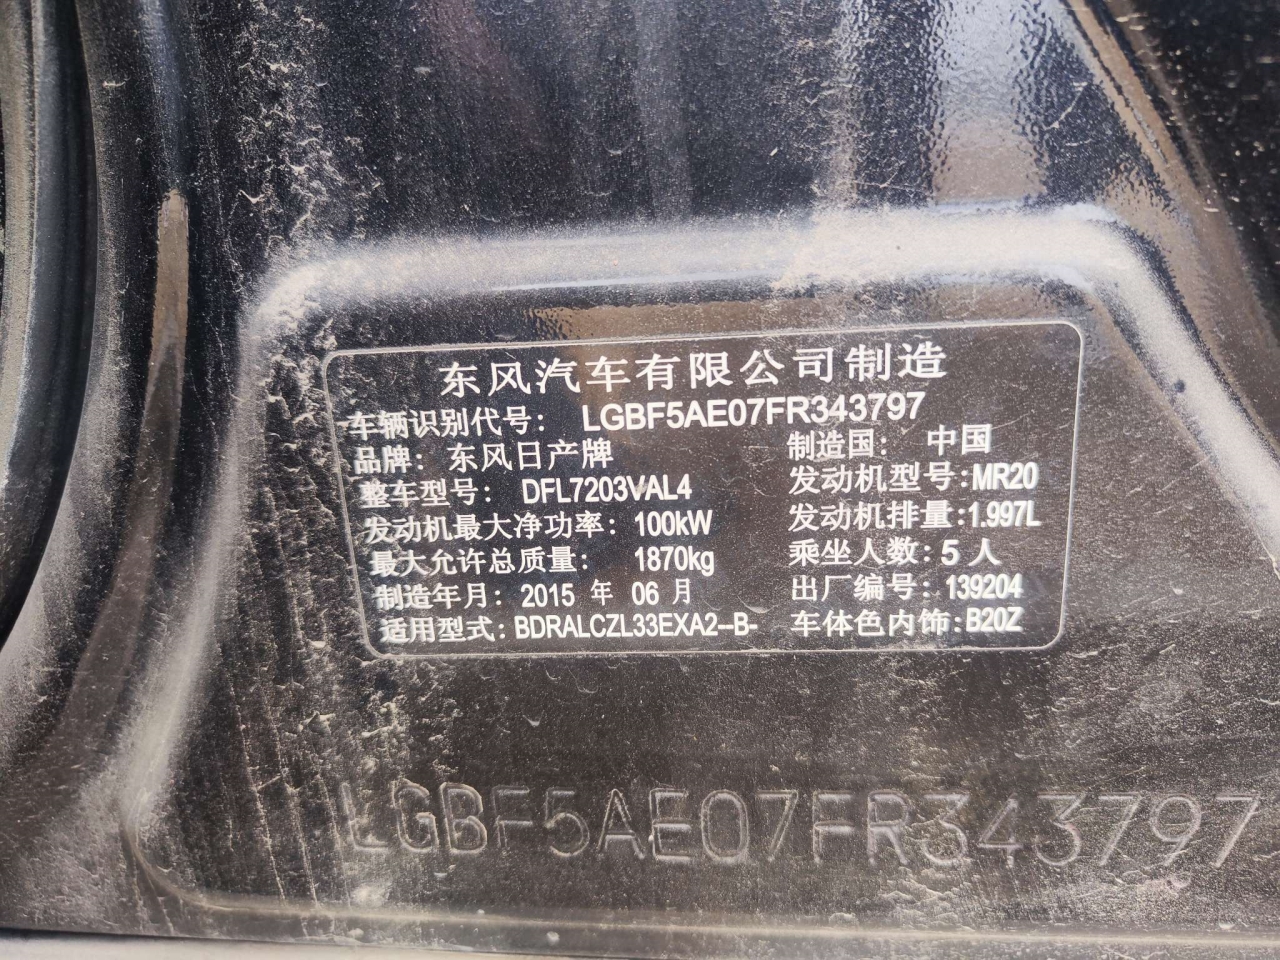 东风汽车有限公司制造
车辆识别代号: LGBF5AE07FR343797
品牌: 东风日产牌 制造国: 中国
整车型号: DFL7203VAL4 发动机型号: MR20
发动机最大净功率: 100kW 发动机排量: 1.997L
最大允许总质量: 1870kg 乘坐人数: 5 人
制造年月: 2015 年 06 月 出厂编号: 139204
适用型式: BDRALCZL33EXA2--B- 车体色内饰: B20Z
LGBF5AE07FR343797